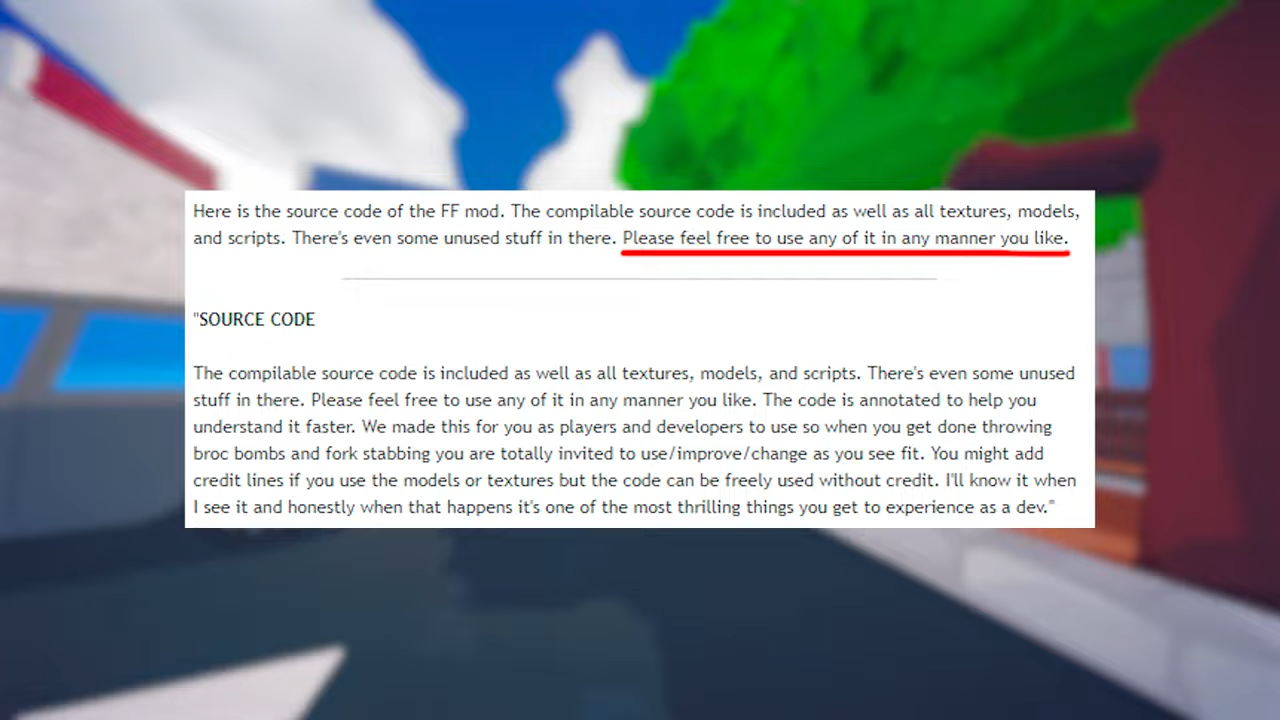 Here is the source code of the FF mod. The compilable source code is included as well as all textures, models,
and scripts. There's even some unused stuff in there. Please feel free to use any of it in any manner you like.
"SOURCE CODE
The compilable source code is included as well as all textures, models, and scripts. There's even some unused
stuff in there. Please feel free to use any of it in any manner you like. The code is annotated to help you
understand it faster. We made this for you as players and developers to use so when you get done throwing
broc bombs and fork stabbing you are totally invited to use/improve/change as you see fit. You might add
credit lines if you use the models or textures but the code can be freely used without credit. I'll know it when
I see it and honestly when that happens it's one of the most thrilling things you get to experience as a dev."